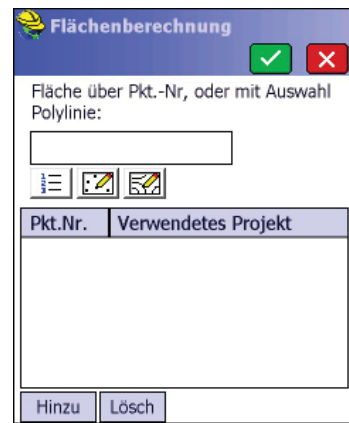 Flächenberechnung
Fläche über Pkt.-Nr, oder mit Auswahl
Polylinie:
Pkt.Nr. Verwendetes Projekt
Hinzu Lösch